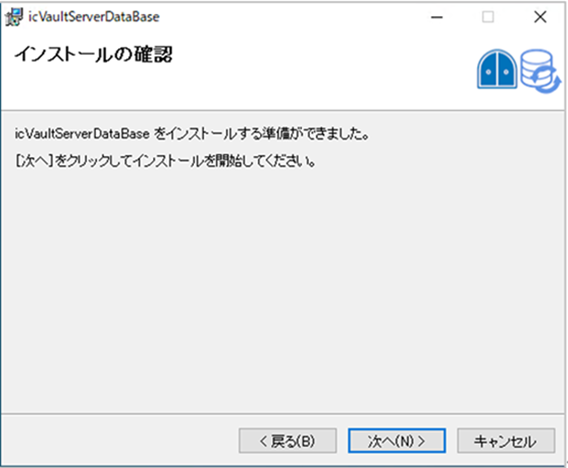 icVaultServerDataBase
インストールの確認
icVaultServerDataBase をインストールする準備ができました。
[次へ]をクリックしてインストールを開始してください。
< 戻る(B) 次へ(N) > キャンセル